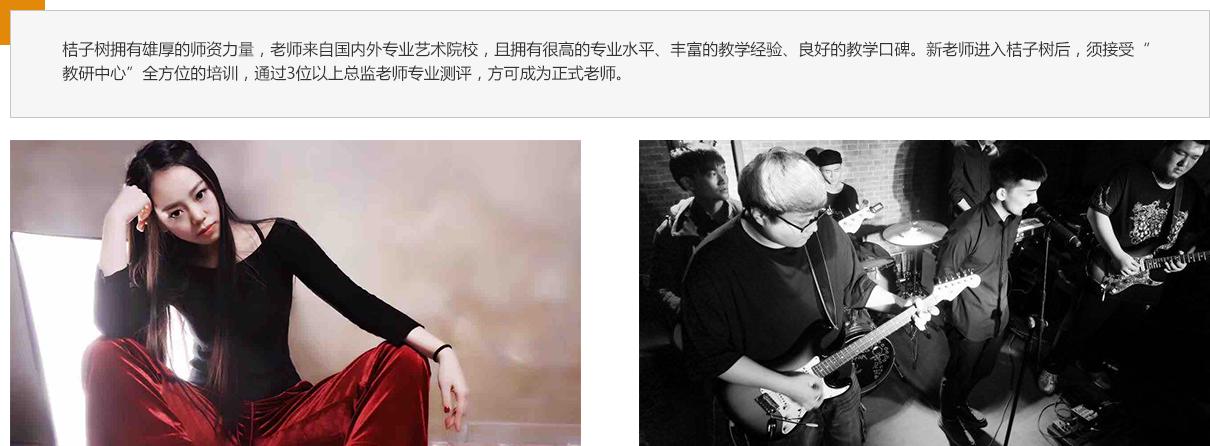 桔子树拥有雄厚的师资力量，老师来自国内外专业艺术院校，且拥有很高的专业水平、丰富的教学经验、良好的教学口碑。新老师进入桔子树后，须接受“
教研中心”全方位的培训，通过3位以上总监老师专业测评，方可成为正式老师。